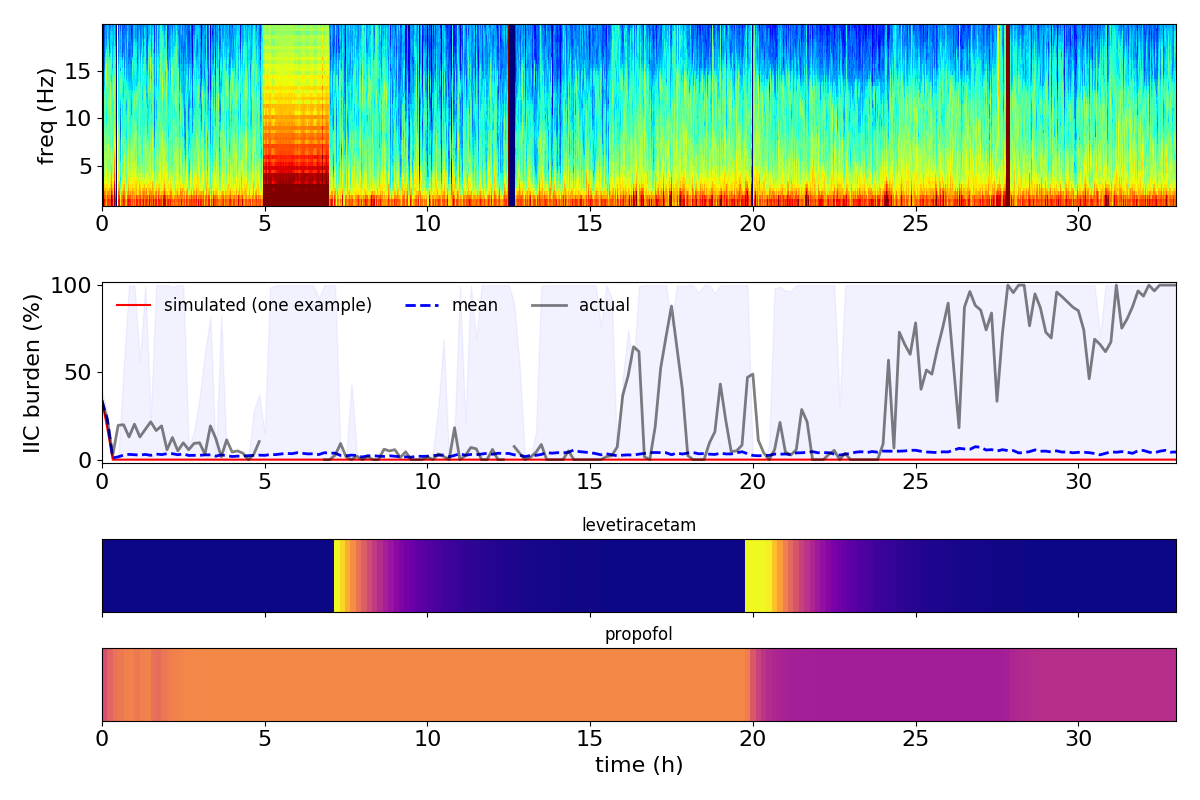 freq (Hz)
15
10
5
0 5 10 15 20 25 30
IIC burden (%)
100
50
0
simulated (one example) mean actual
0 5 10 15 20 25 30
levetiracetam
propofol
0 5 10 15 20 25 30
time (h)